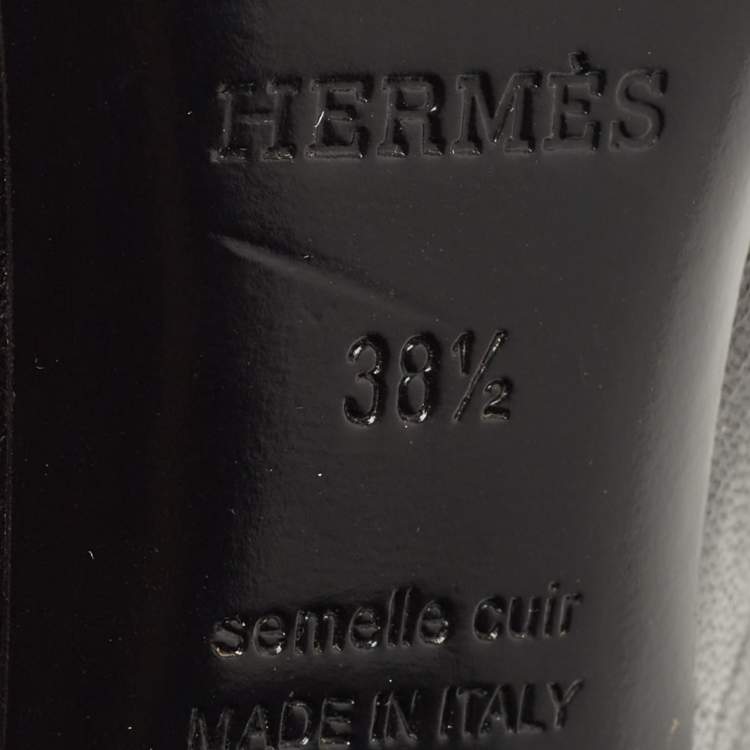 HERMÈS
38½
semelle cuir
MADE IN ITALY